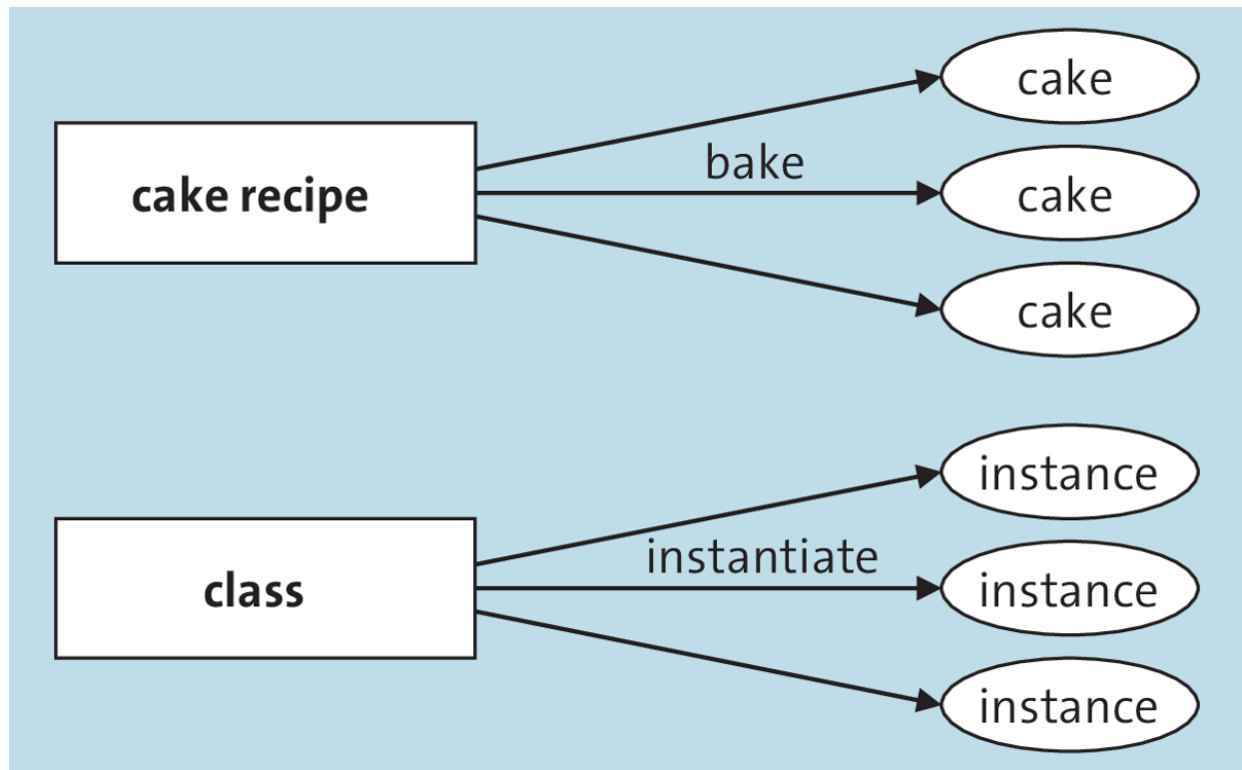 cake
bake
cake recipe
cake
cake
instance
instantiate
class
instance
instance